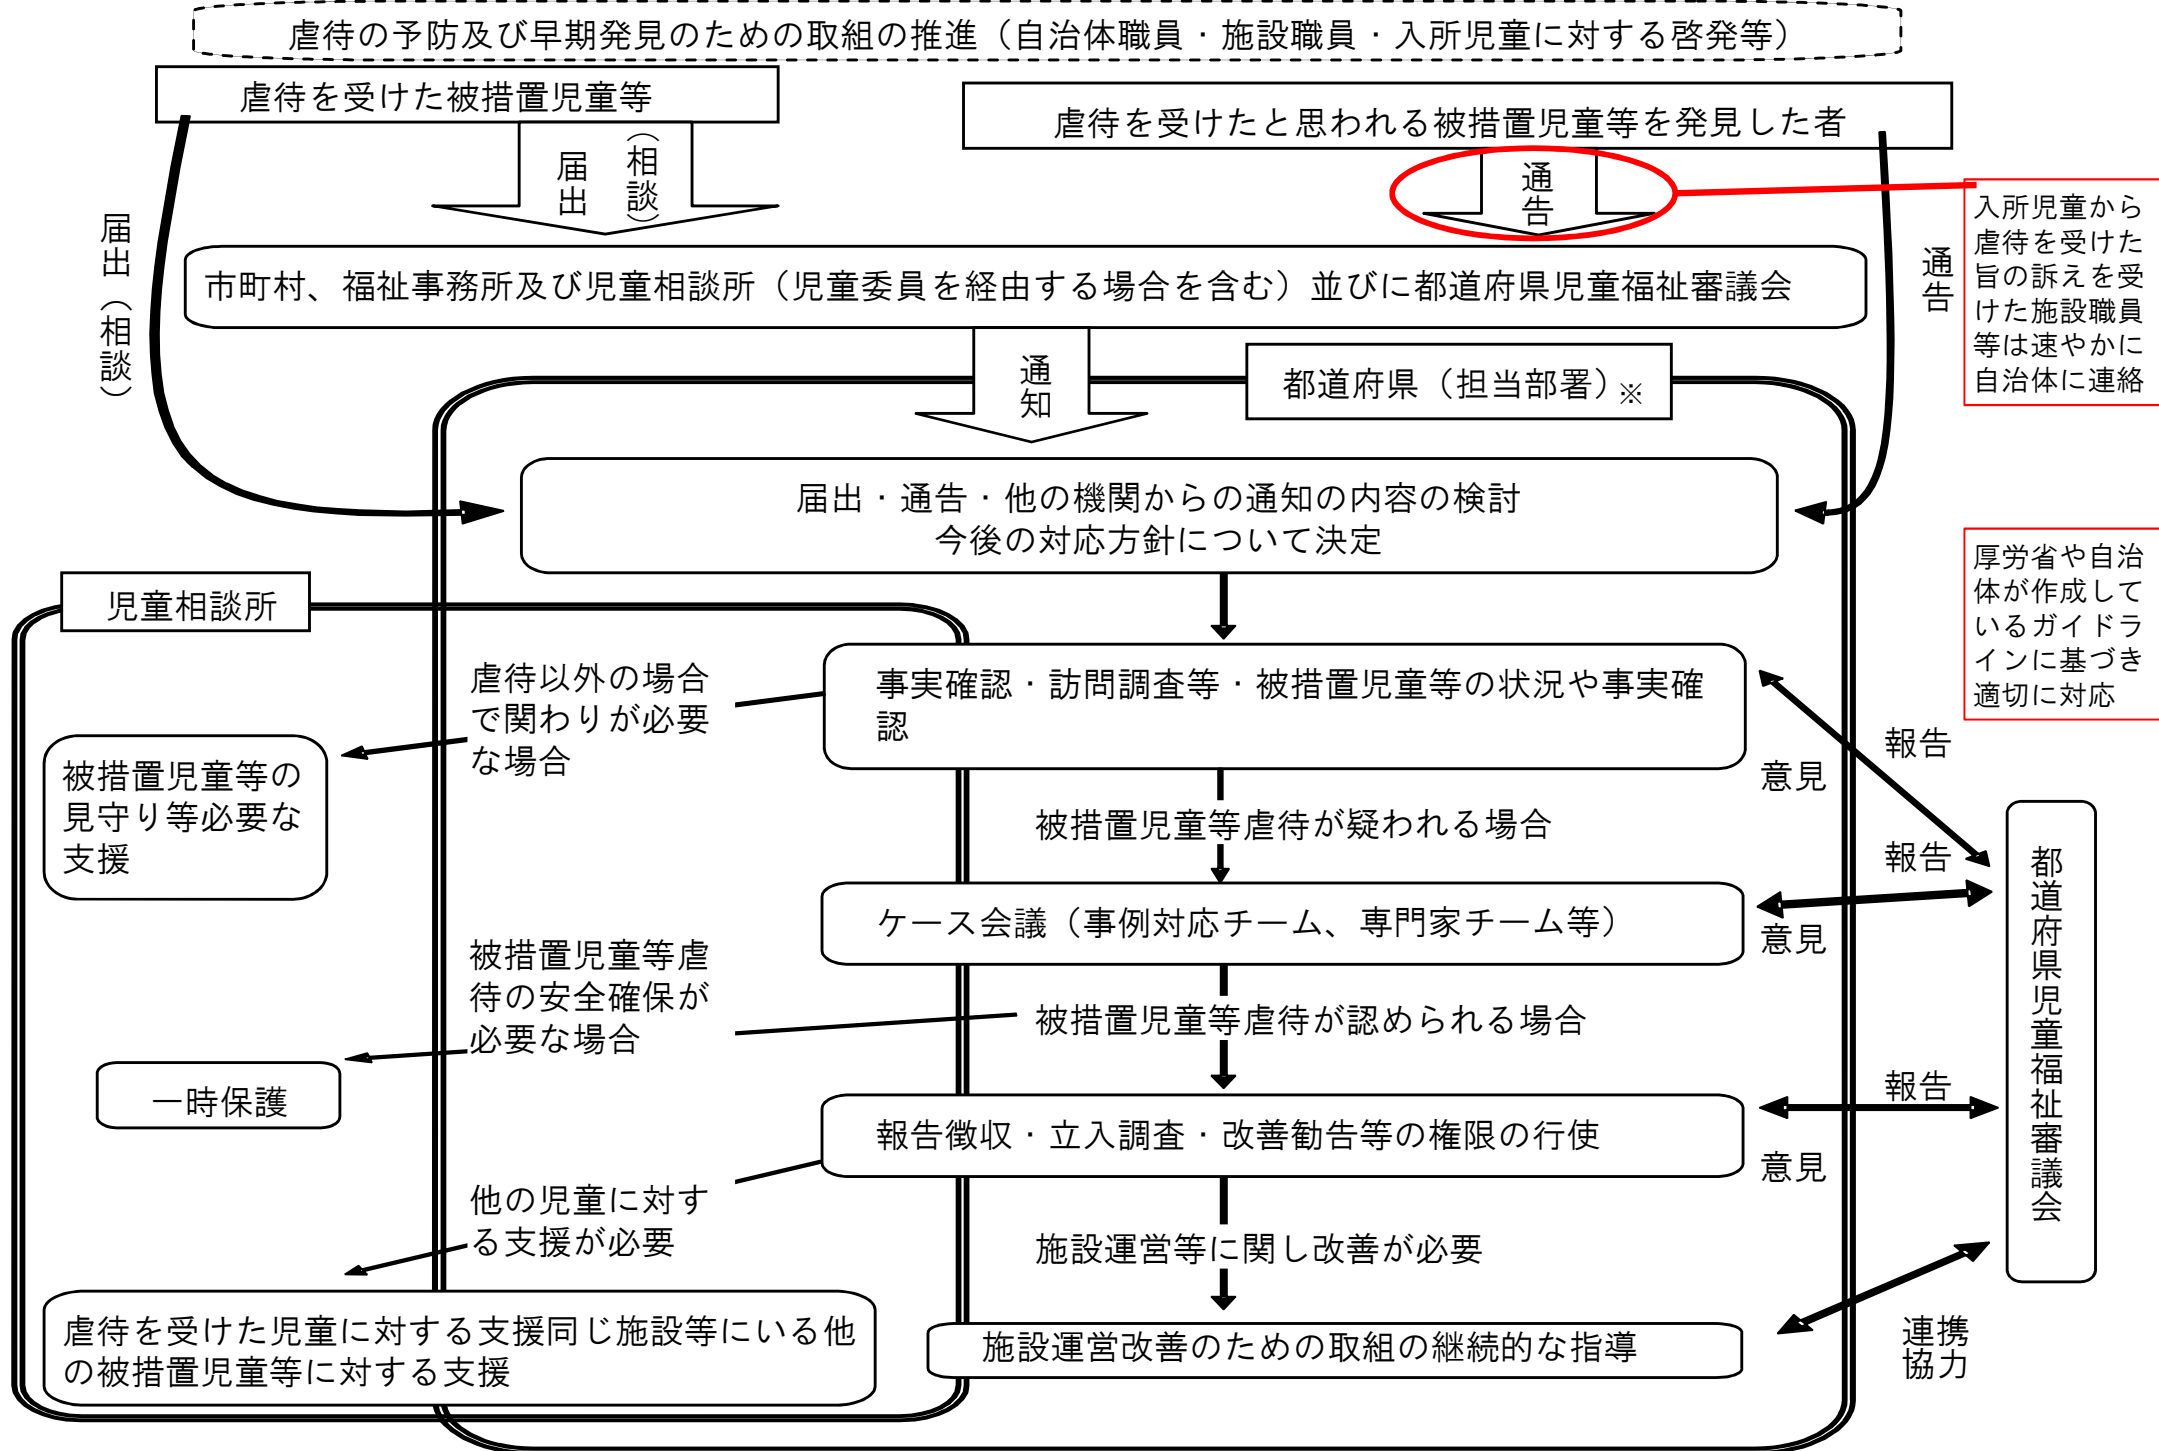 虐待の予防及び早期発見のための取組の推進（自治体職員・施設職員・入所児童に対する啓発等）
虐待を受けた被措置児童等
虐待を受けたと思われる被措置児童等を発見した者
届出
（相談）
通告
届出（相談）
通告
入所児童から
虐待を受けた
旨の訴えを受
けた施設職員
等は速やかに
自治体に連絡
市町村、福祉事務所及び児童相談所（児童委員を経由する場合を含む）並びに都道府県児童福祉審議会
通知
都道府県（担当部署）※
届出・通告・他の機関からの通知の内容の検討
今後の対応方針について決定
厚労省や自治
体が作成して
いるガイドラ
インに基づき
適切に対応
児童相談所
虐待以外の場合
で関わりが必要
な場合
事実確認・訪問調査等・被措置児童等の状況や事実確
認
報告
意見
被措置児童等の
見守り等必要な
支援
被措置児童等虐待が疑われる場合
報告
都道府県児童福祉審議会
ケース会議（事例対応チーム、専門家チーム等）
意見
被措置児童等虐
待の安全確保が
必要な場合
被措置児童等虐待が認められる場合
一時保護
報告
報告徴収・立入調査・改善勧告等の権限の行使
意見
他の児童に対す
る支援が必要
施設運営等に関し改善が必要
虐待を受けた児童に対する支援同じ施設等にいる他
の被措置児童等に対する支援
施設運営改善のための取組の継続的な指導
連携
協力